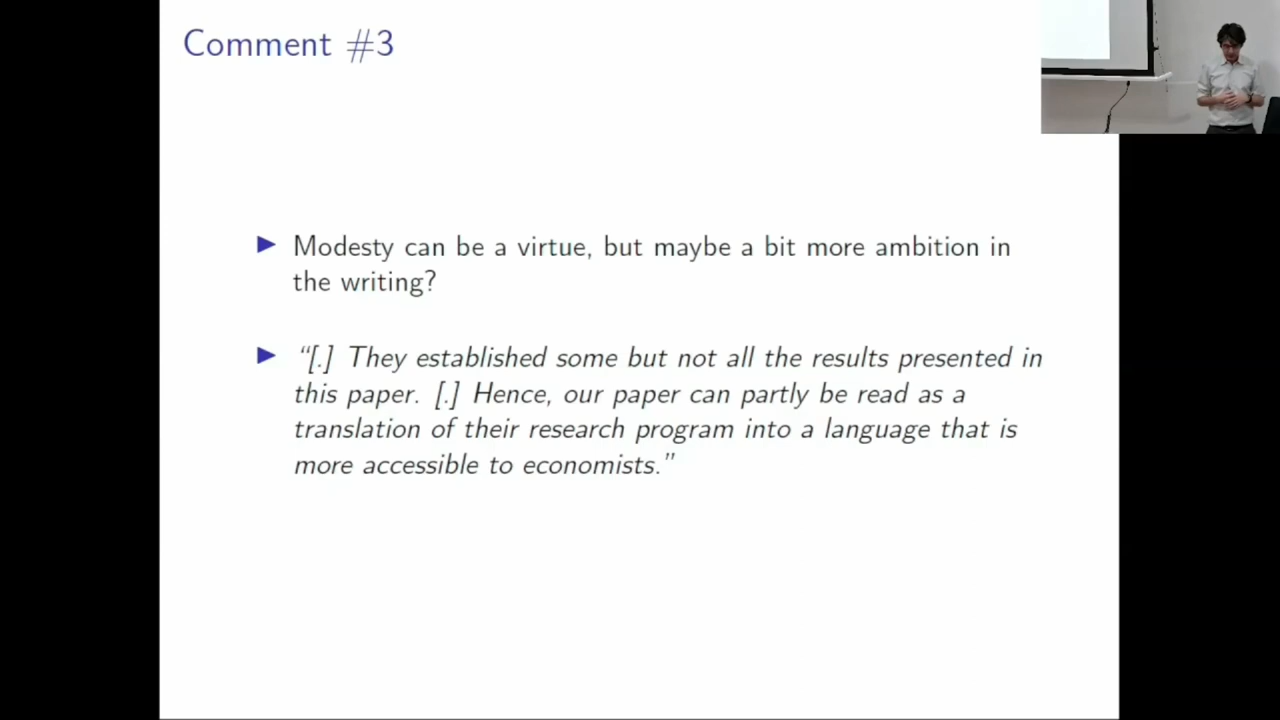 Comment #3
▶ Modesty can be a virtue, but maybe a bit more ambition in
the writing?
▶ “[.] They established some but not all the results presented in
this paper. [.] Hence, our paper can partly be read as a
translation of their research program into a language that is
more accessible to economists.”